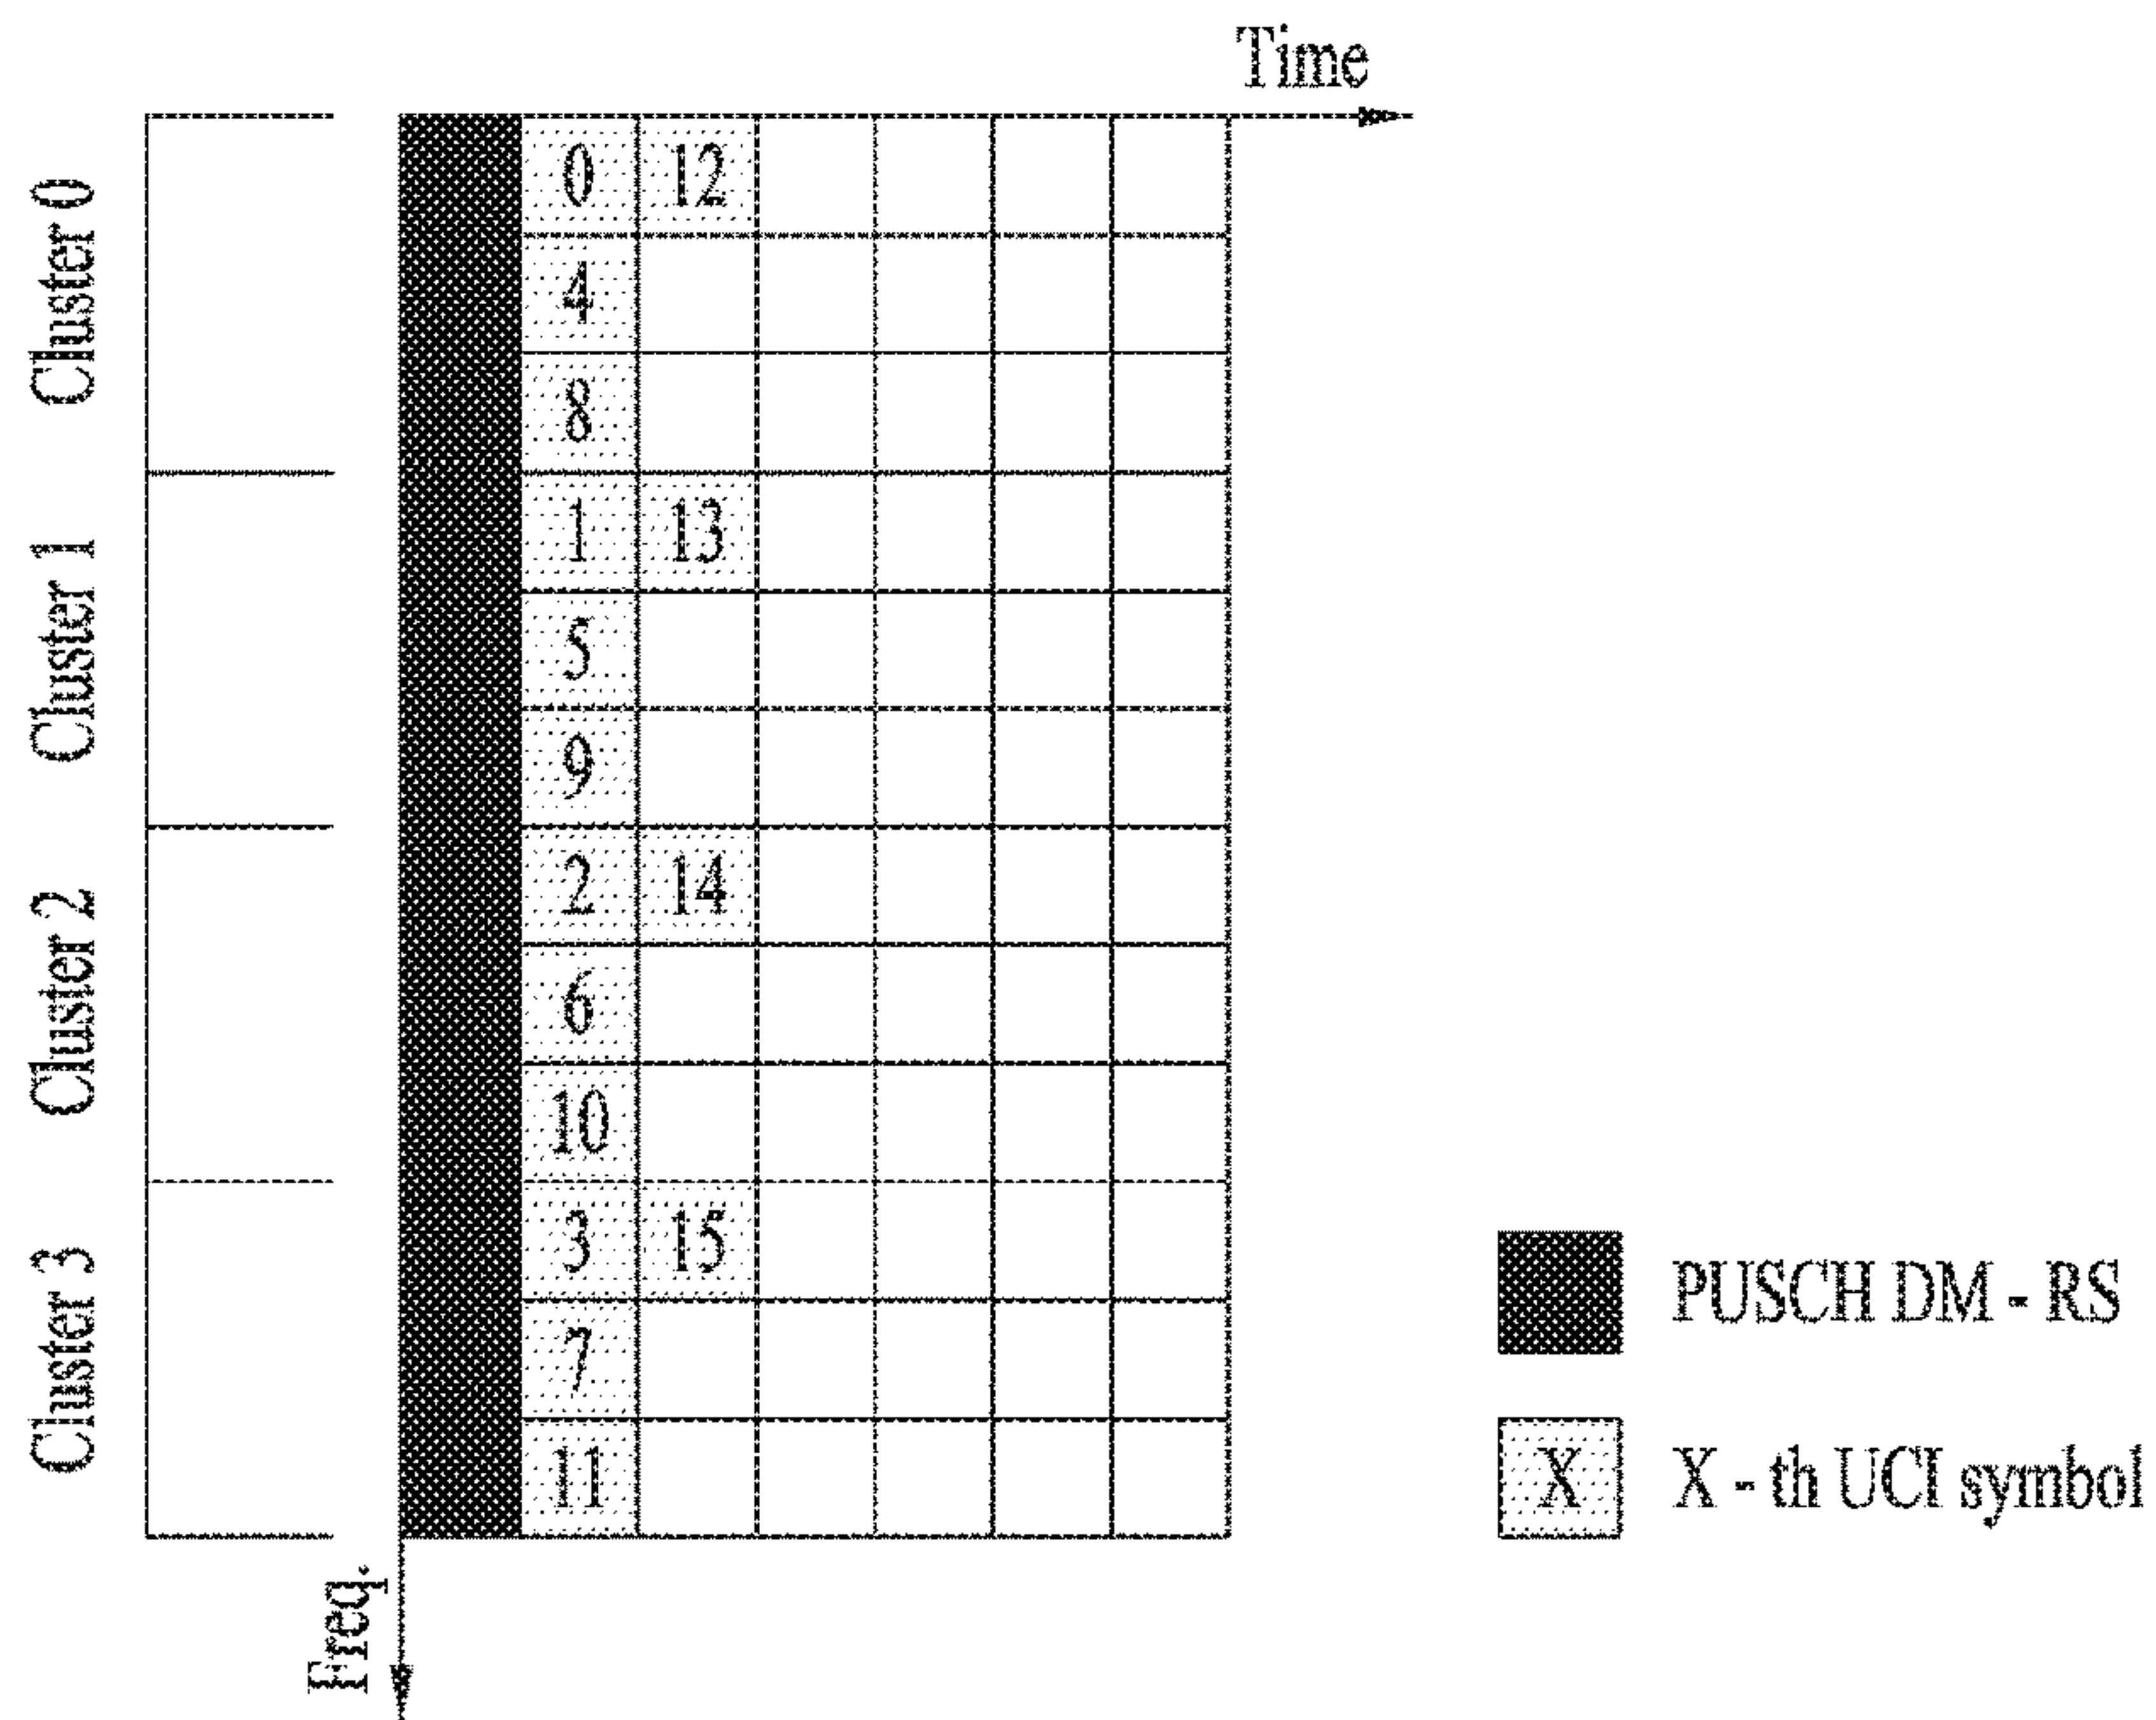 Time
Cluster 0
0 12
4
8
Cluster 1
1 13
5
9
Cluster 2
2 14
6
10
Cluster 3
3 15
7
11
Freq.
PUSCH DM - RS
X X - th UCI symbol